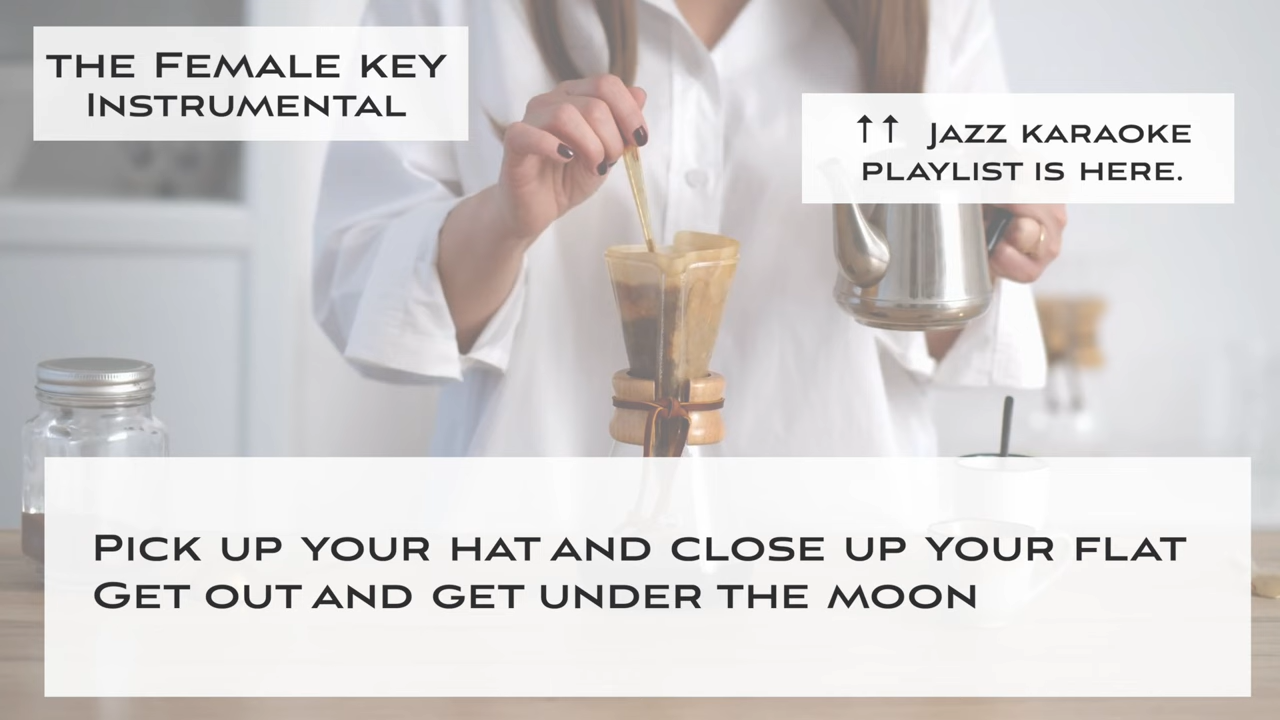 THE FEMALE KEY
INSTRUMENTAL
↑↑ JAZZ KARAOKE
PLAYLIST IS HERE.
PICK UP YOUR HAT AND CLOSE UP YOUR FLAT
GET OUT AND GET UNDER THE MOON